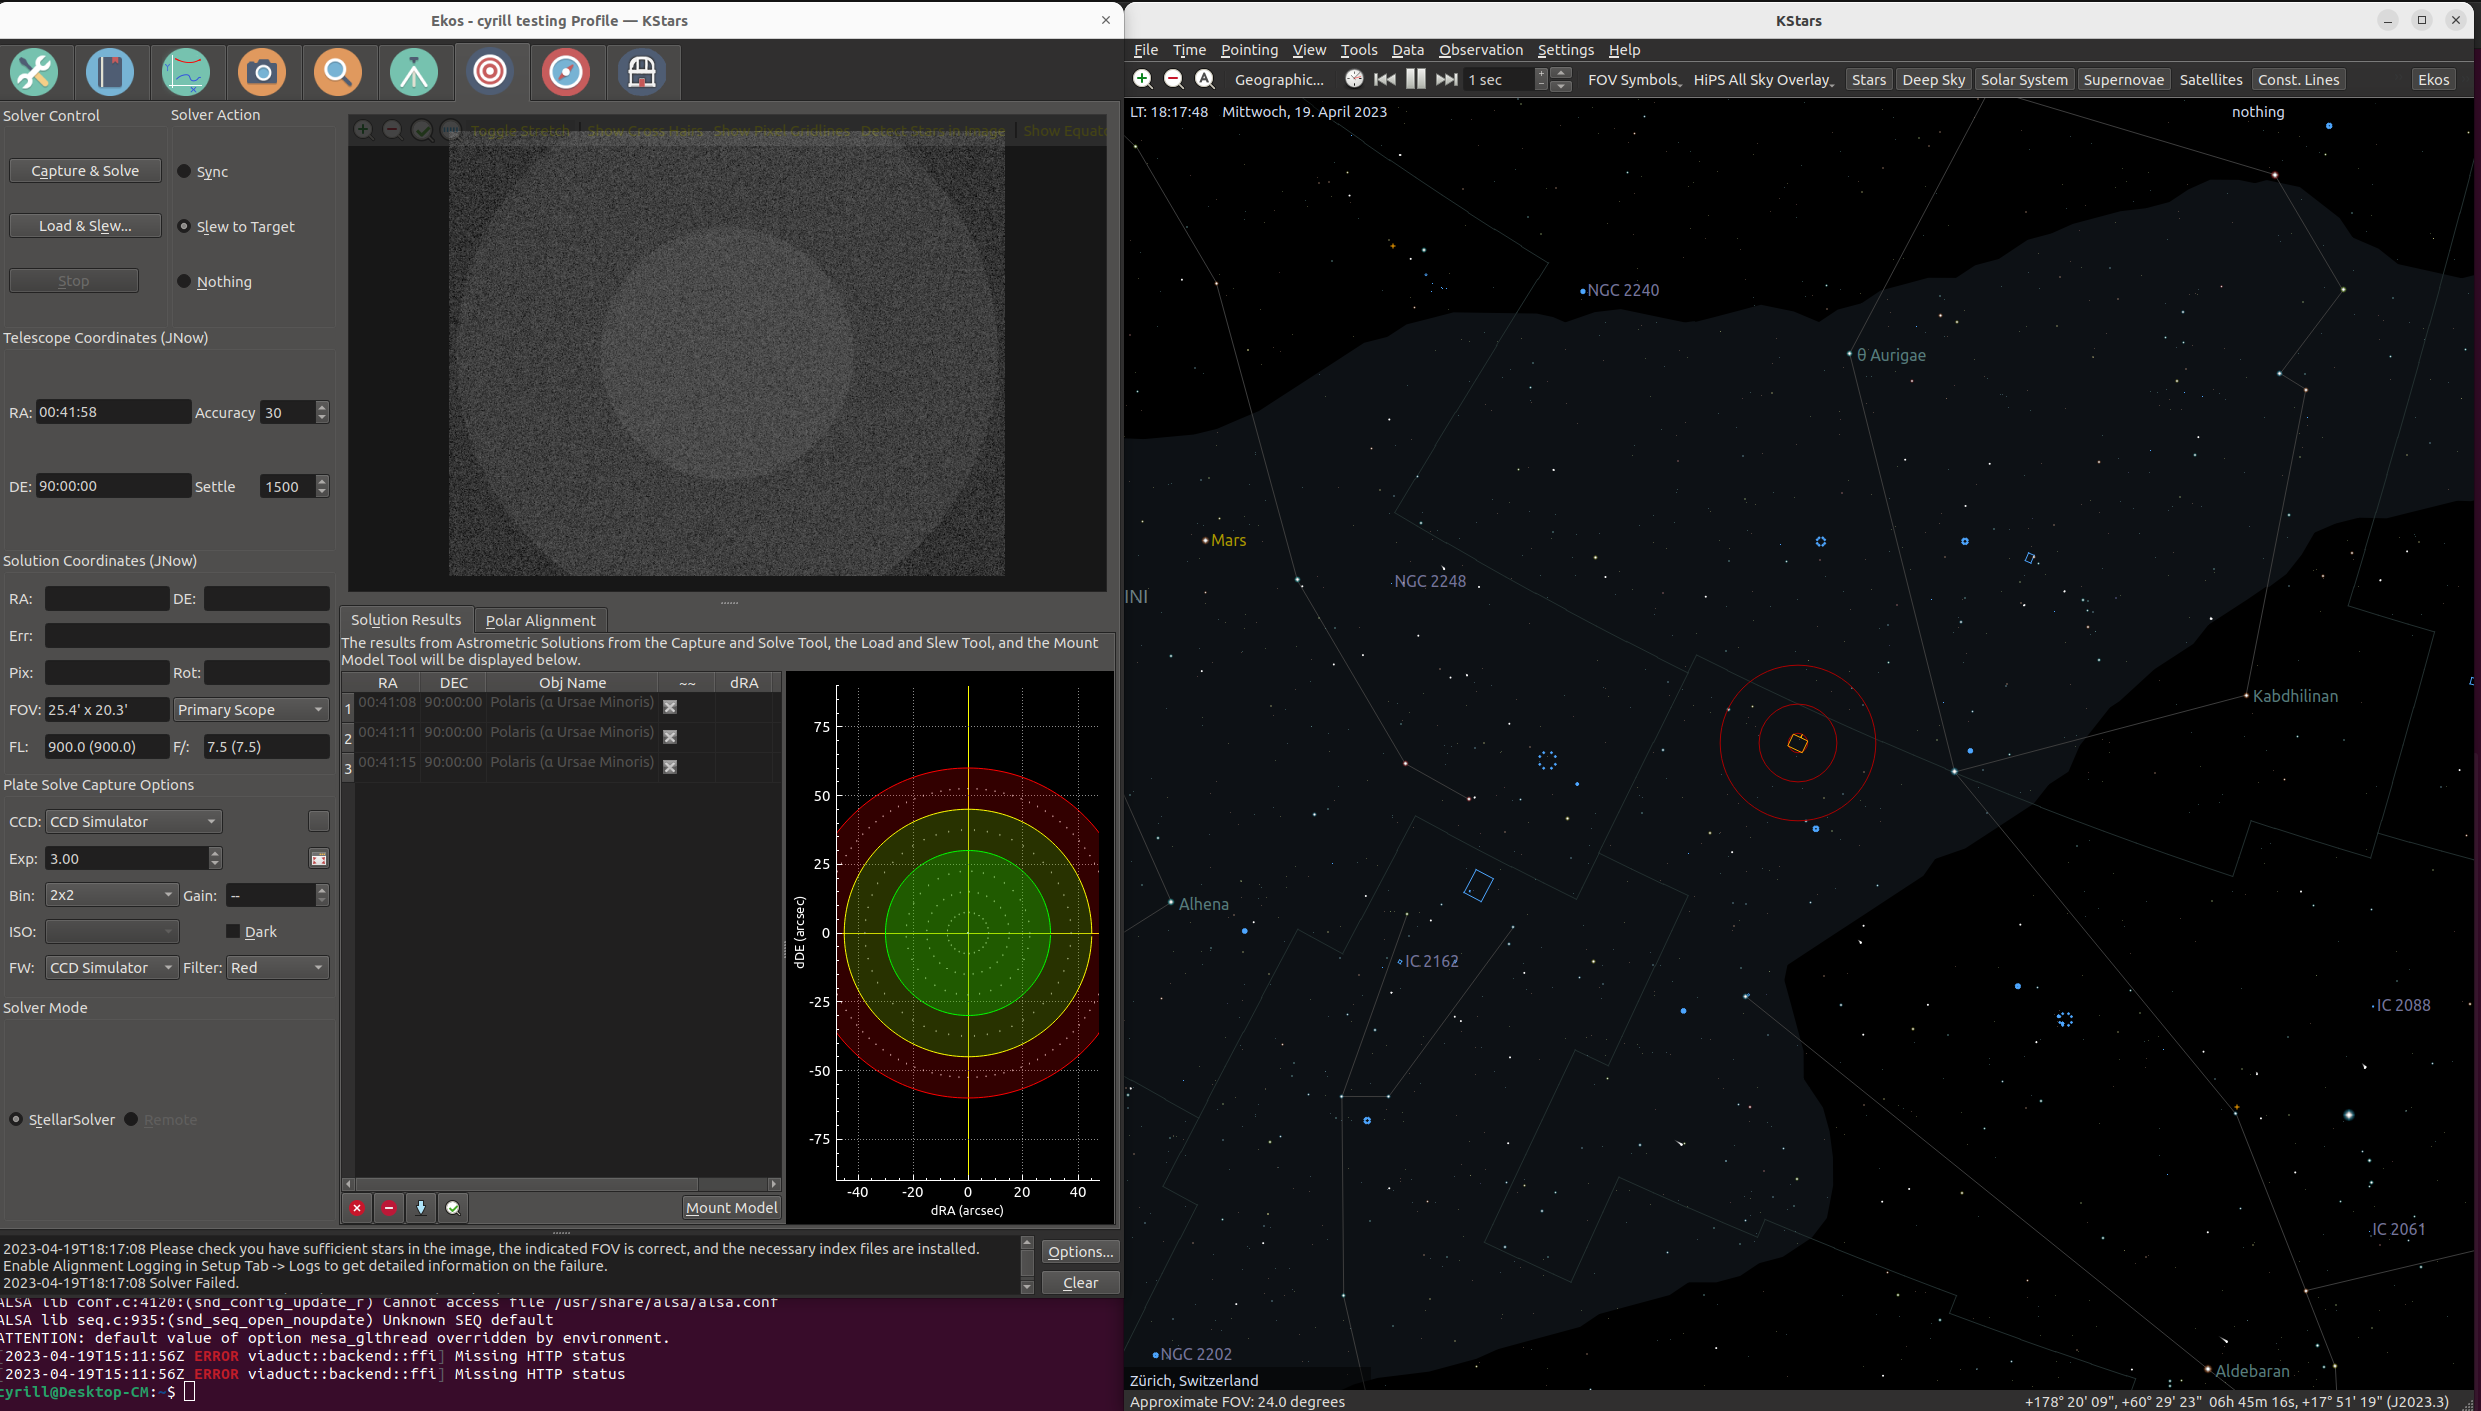 Ekos - cyrill testing Profile — KStars
Solver Control
Solver Action
Capture & Solve
Sync
Load & Slew...
Slew to Target
Stop
Nothing
Telescope Coordinates (JNow)
RA: 00:41:58 Accuracy 30
DE: 90:00:00 Settle 1500
Solution Coordinates (JNow)
RA: DE:
Err:
Pix: Rot:
FOV: 25.4' x 20.3' Primary Scope
FL: 900.0 (900.0) F/: 7.5 (7.5)
Plate Solve Capture Options
CCD: CCD Simulator
Exp: 3.00
Bin: 2x2 Gain: --
ISO: Dark
FW: CCD Simulator Filter: Red
Solver Mode
StellarSolver Remote
Toggle Stretch Show Cross Hairs Show Pixel Gridlines Detect Stars in Image Show Equato
Solution Results Polar Alignment
The results from Astrometric Solutions from the Capture and Solve Tool, the Load and Slew Tool, and the Mount
Model Tool will be displayed below.
RA DEC Obj Name ~~ dRA
1 00:41:08 90:00:00 Polaris (α Ursae Minoris)
2 00:41:11 90:00:00 Polaris (α Ursae Minoris)
3 00:41:15 90:00:00 Polaris (α Ursae Minoris)
75
50
25
0
-25
-50
-75
dDE (arcsec)
-40 -20 0 20 40
dRA (arcsec)
Mount Model
2023-04-19T18:17:08 Please check you have sufficient stars in the image, the indicated FOV is correct, and the necessary index files are installed.
Enable Alignment Logging in Setup Tab -> Logs to get detailed information on the failure.
2023-04-19T18:17:08 Solver Failed.
Options...
Clear
ALSA lib conf.c:4120:(snd_config_update_r) Cannot access file /usr/share/alsa/alsa.conf
ALSA lib seq.c:935:(snd_seq_open_noupdate) Unknown SEQ default
ATTENTION: default value of option mesa_glthread overridden by environment.
[2023-04-19T15:11:56Z ERROR viaduct::backend::ffi] Missing HTTP status
[2023-04-19T15:11:56Z ERROR viaduct::backend::ffi] Missing HTTP status
cyrill@Desktop-CM:~$
KStars
File Time Pointing View Tools Data Observation Settings Help
Geographic... 1 sec FOV Symbols HiPS All Sky Overlay Stars Deep Sky Solar System Supernovae Satellites Const. Lines Ekos
LT: 18:17:48 Mittwoch, 19. April 2023
nothing
NGC 2240
θ Aurigae
Mars
NGC 2248
INI
Kabdhilinan
Alhena
IC 2162
IC 2088
IC 2061
NGC 2202
Aldebaran
Zürich, Switzerland
Approximate FOV: 24.0 degrees
+178° 20' 09", +60° 29' 23" 06h 45m 16s, +17° 51' 19" (J2023.3)